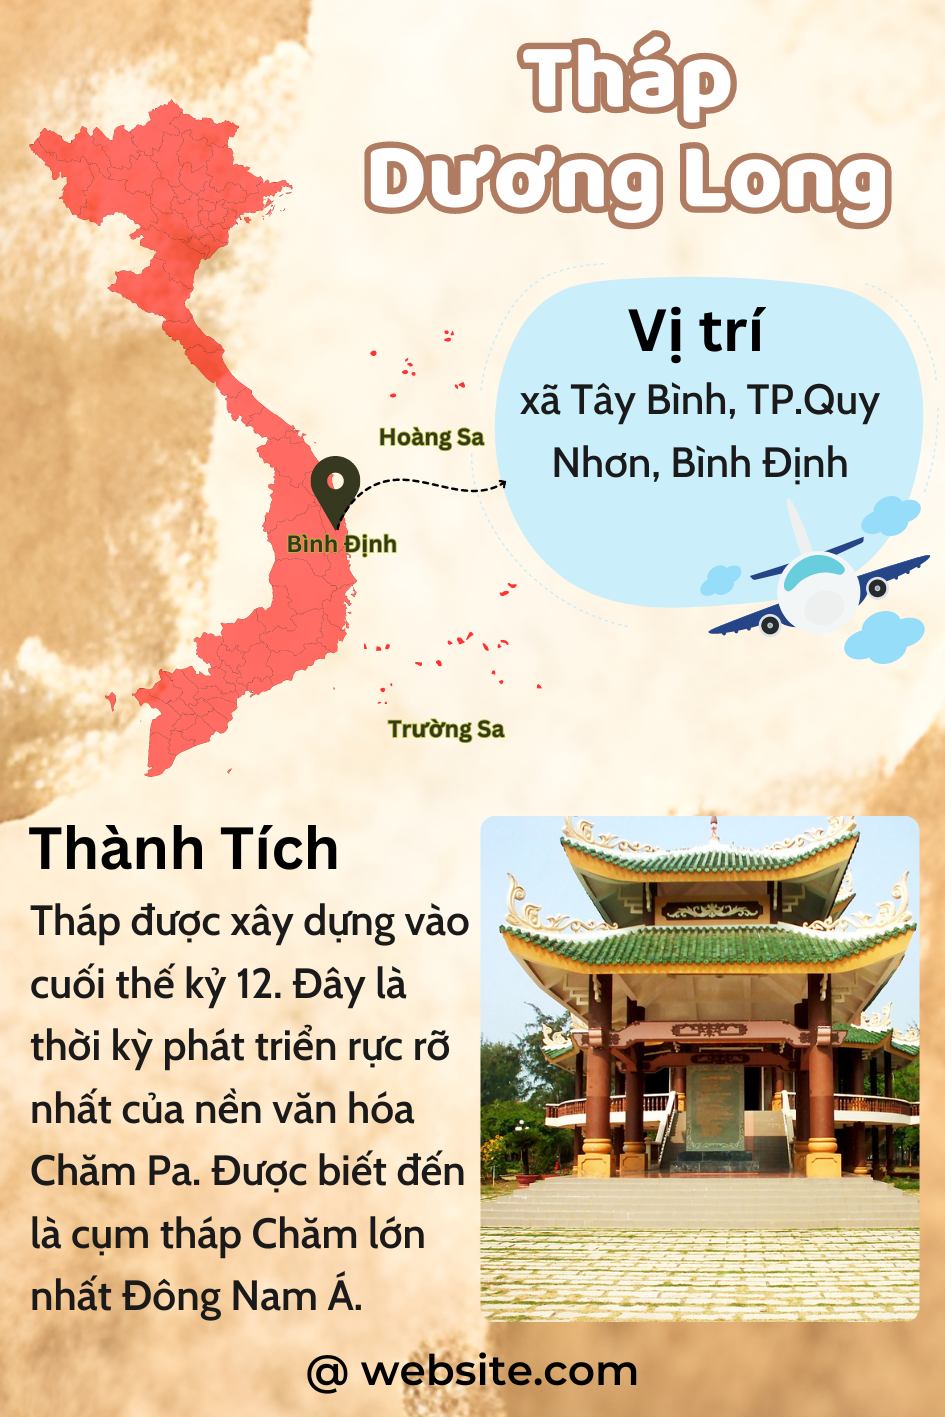 Tháp
Dương Long
Vị trí
xã Tây Bình, TP.Quy
Nhơn, Bình Định
Hoàng Sa
Bình Định
Trường Sa
Thành Tích
Tháp được xây dựng vào
cuối thế kỷ 12. Đây là
thời kỳ phát triển rực rỡ
nhất của nền văn hóa
Chăm Pa. Được biết đến
là cụm tháp Chăm lớn
nhất Đông Nam Á.
@ website.com